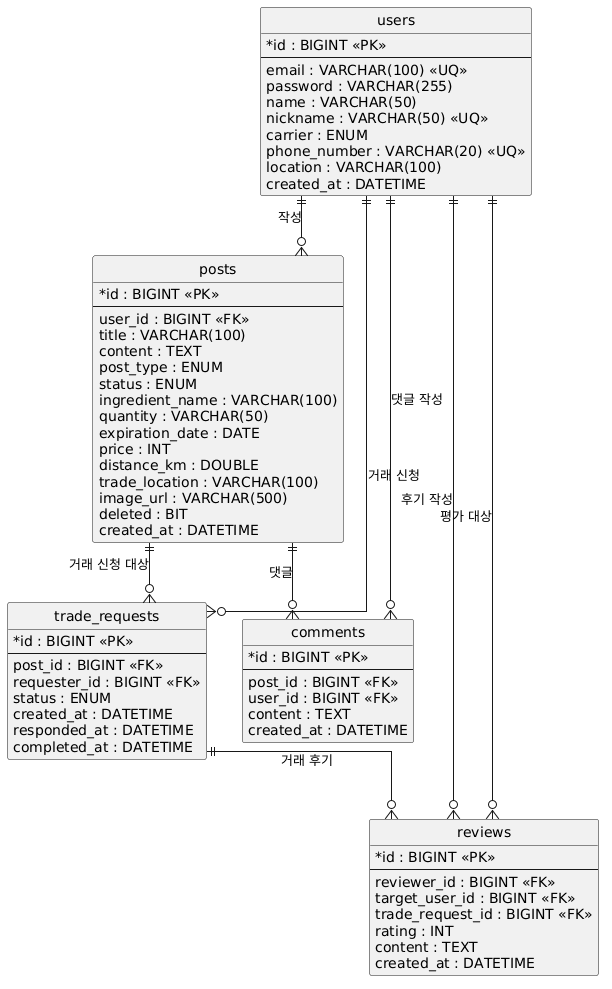 users
*id : BIGINT «PK»
email : VARCHAR(100) «UQ»
password : VARCHAR(255)
name : VARCHAR(50)
nickname : VARCHAR(50) «UQ»
carrier : ENUM
phone_number : VARCHAR(20) «UQ»
location : VARCHAR(100)
created_at : DATETIME
작성
posts
*id : BIGINT «PK»
user_id : BIGINT «FK»
title : VARCHAR(100)
content : TEXT
post_type : ENUM
status : ENUM
ingredient_name : VARCHAR(100)
quantity : VARCHAR(50)
expiration_date : DATE
price : INT
distance_km : DOUBLE
trade_location : VARCHAR(100)
image_url : VARCHAR(500)
deleted : BIT
created_at : DATETIME
댓글 작성
거래 신청
후기 작성
평가 대상
거래 신청 대상
댓글
trade_requests
*id : BIGINT «PK»
post_id : BIGINT «FK»
requester_id : BIGINT «FK»
status : ENUM
created_at : DATETIME
responded_at : DATETIME
completed_at : DATETIME
comments
*id : BIGINT «PK»
post_id : BIGINT «FK»
user_id : BIGINT «FK»
content : TEXT
created_at : DATETIME
거래 후기
reviews
*id : BIGINT «PK»
reviewer_id : BIGINT «FK»
target_user_id : BIGINT «FK»
trade_request_id : BIGINT «FK»
rating : INT
content : TEXT
created_at : DATETIME